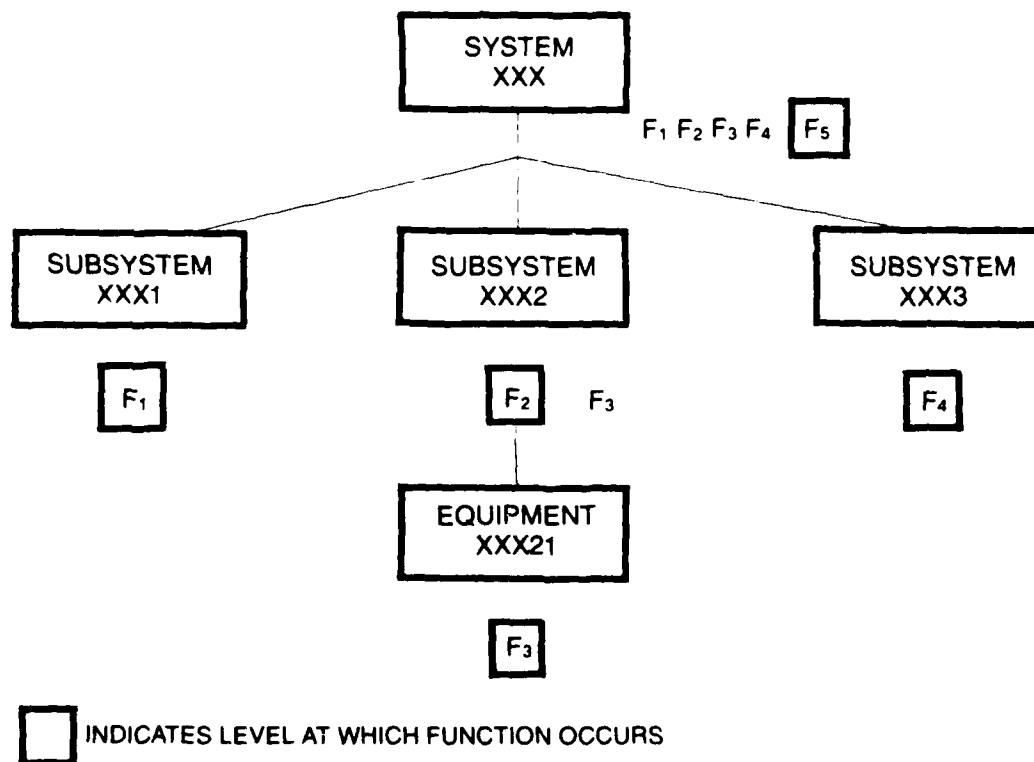 SYSTEM
XXX
F₁ F₂ F₃ F₄ F₅
SUBSYSTEM
XXX1
SUBSYSTEM
XXX2
SUBSYSTEM
XXX3
F₁
F₂ F₃
F₄
EQUIPMENT
XXX21
F₃
INDICATES LEVEL AT WHICH FUNCTION OCCURS